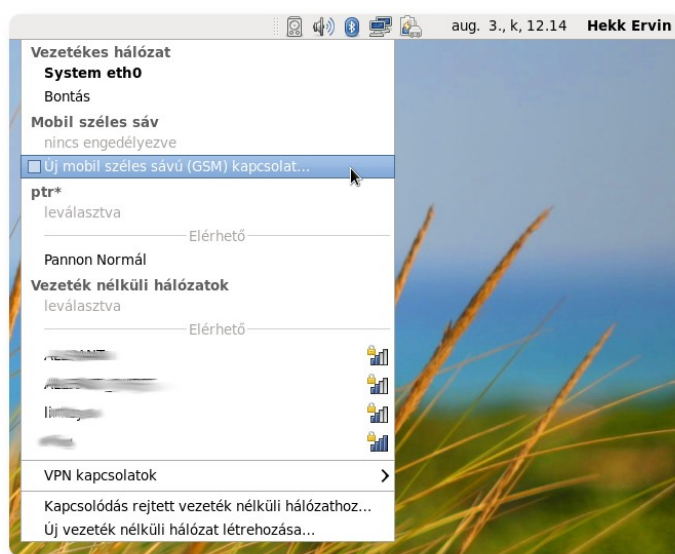 aug. 3., k, 12.14 Hekk Ervin
Vezetékes hálózat
System eth0
Bontás
Mobil széles sáv
nincs engedélyezve
Új mobil széles sávú (GSM) kapcsolat...
ptr*
leválasztva
Elérhető
Pannon Normál
Vezeték nélküli hálózatok
leválasztva
Elérhető
VPN kapcsolatok
Kapcsolódás rejtett vezeték nélküli hálózathoz...
Új vezeték nélküli hálózat létrehozása...